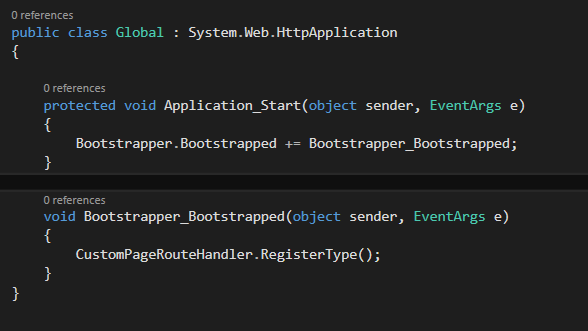 0 references
public class Global : System.Web.HttpApplication
{
0 references
protected void Application_Start(object sender, EventArgs e)
{
Bootstrapper.Bootstrapped += Bootstrapper_Bootstrapped;
}
0 references
void Bootstrapper_Bootstrapped(object sender, EventArgs e)
{
CustomPageRouteHandler.RegisterType();
}
}